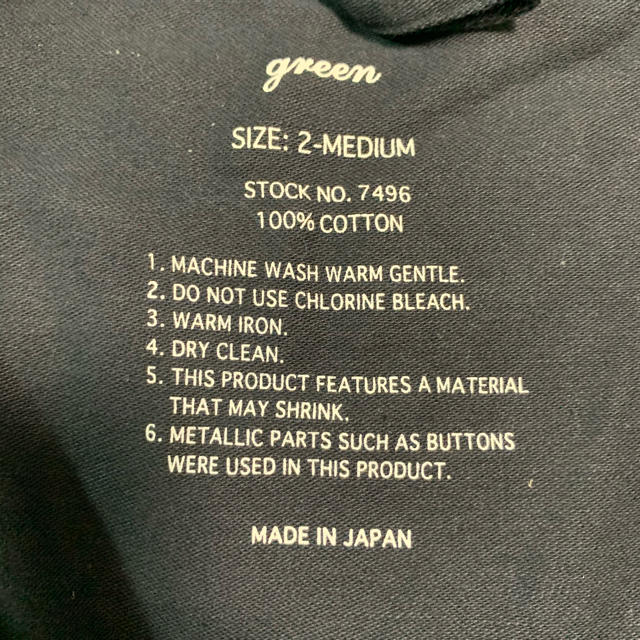 green
SIZE: 2-MEDIUM
STOCK NO. 7496
100% COTTON
1. MACHINE WASH WARM GENTLE.
2. DO NOT USE CHLORINE BLEACH.
3. WARM IRON.
4. DRY CLEAN.
5. THIS PRODUCT FEATURES A MATERIAL
THAT MAY SHRINK.
6. METALLIC PARTS SUCH AS BUTTONS
WERE USED IN THIS PRODUCT.
MADE IN JAPAN